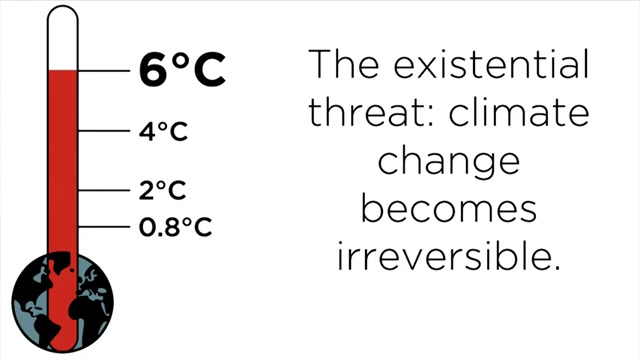 6°C
4°C
2°C
0.8°C
The existential
threat: climate
change
becomes
irreversible.